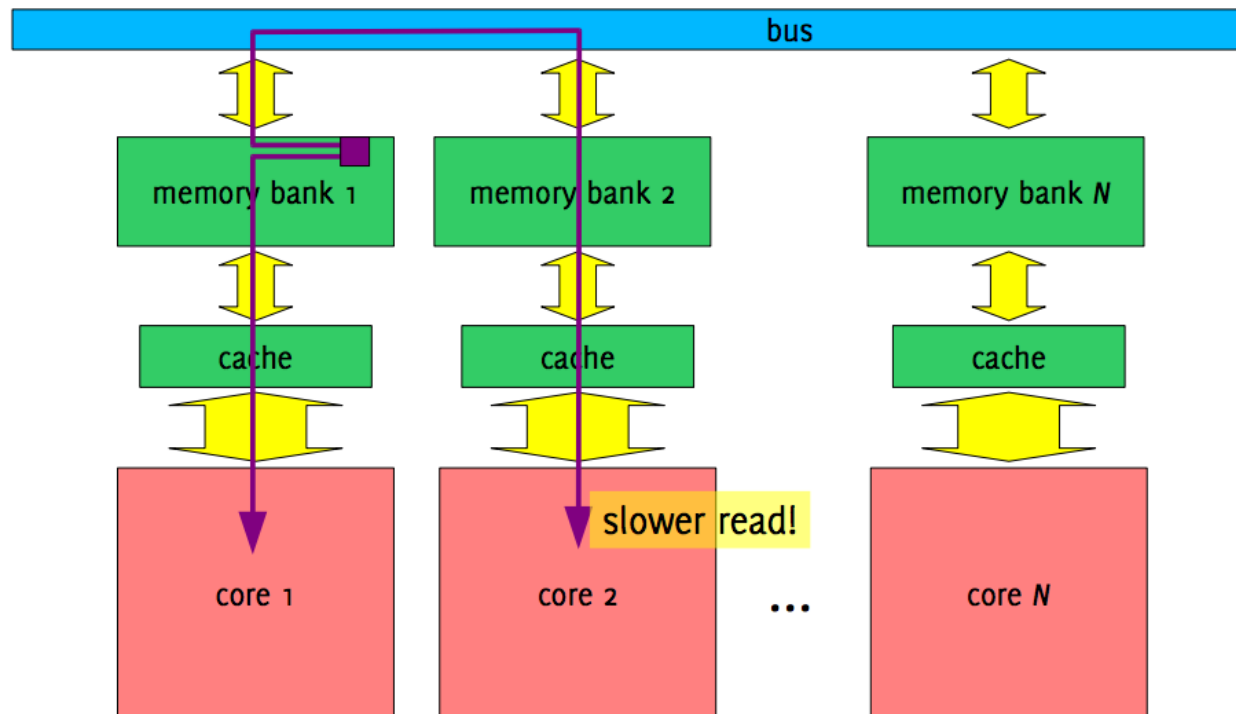 bus
memory bank 1
memory bank 2
memory bank N
cache
cache
cache
slower read!
core 1
core 2
...
core N